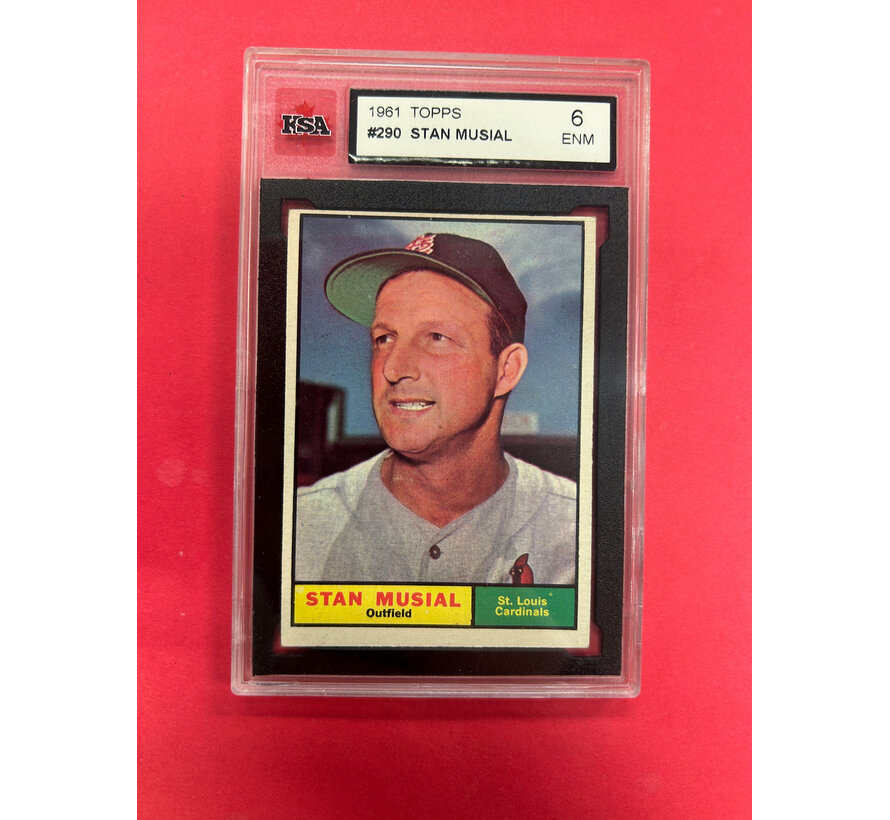 KSA
1961 TOPPS
#290 STAN MUSIAL
6
ENM
STAN MUSIAL
Outfield
St. Louis
Cardinals